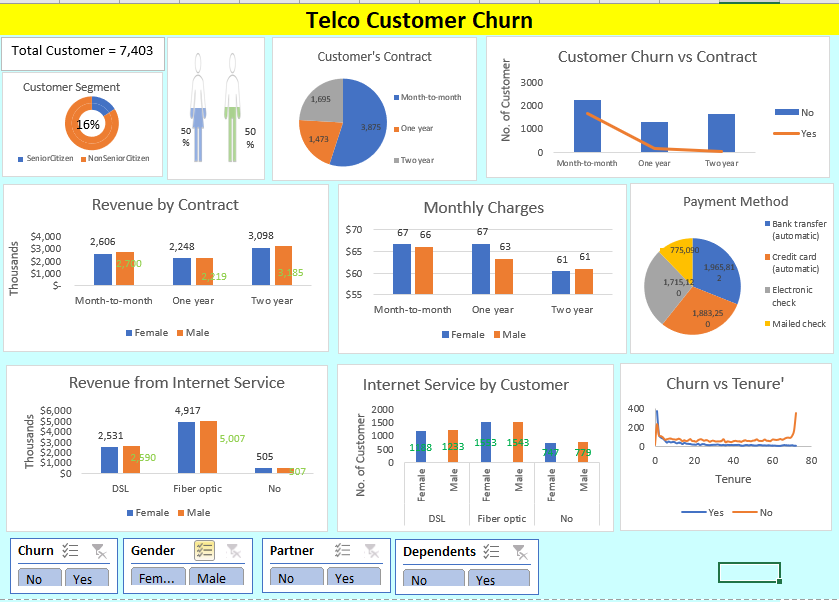 Telco Customer Churn
Total Customer = 7,403
Customer Segment
16%
SeniorCitizen
NonSeniorCitizen
50
%
50
%
Customer's Contract
1,695
3,875
1,473
Month-to-month
One year
Two year
Customer Churn vs Contract
No. of Customer
3000
2000
1000
0
Month-to-month
One year
Two year
No
Yes
Revenue by Contract
Thousands
$4,000
$3,000
$2,000
$1,000
$-
2,606
2,700
2,248
2,219
3,098
3,185
Month-to-month
One year
Two year
Female
Male
Monthly Charges
$70
$65
$60
$55
67
66
67
63
61
61
Month-to-month
One year
Two year
Female
Male
Payment Method
775,090
1,965,81
2
1,715,12
0
1,883,25
0
Bank transfer
(automatic)
Credit card
(automatic)
Electronic
check
Mailed check
Revenue from Internet Service
Thousands
$6,000
$5,000
$4,000
$3,000
$2,000
$1,000
$0
2,531
2,590
4,917
5,007
505
DSL
Fiber optic
No
Female
Male
Internet Service by Customer
No. of Customer
2000
1500
1000
500
0
1233
1543
779
Female
Male
Female
Male
Female
Male
DSL
Fiber optic
No
Churn vs Tenure'
400
200
0
0
20
40
60
80
Tenure
Yes
No
Churn
No
Yes
Gender
Fem...
Male
Partner
No
Yes
Dependents
No
Yes